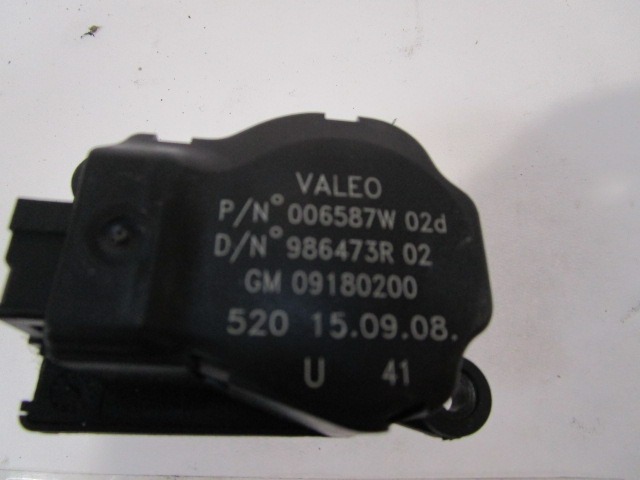 VALEO
P/N° 006587W 02d
D/N° 986473R 02
GM 09180200
520 15.09.08.
U 41